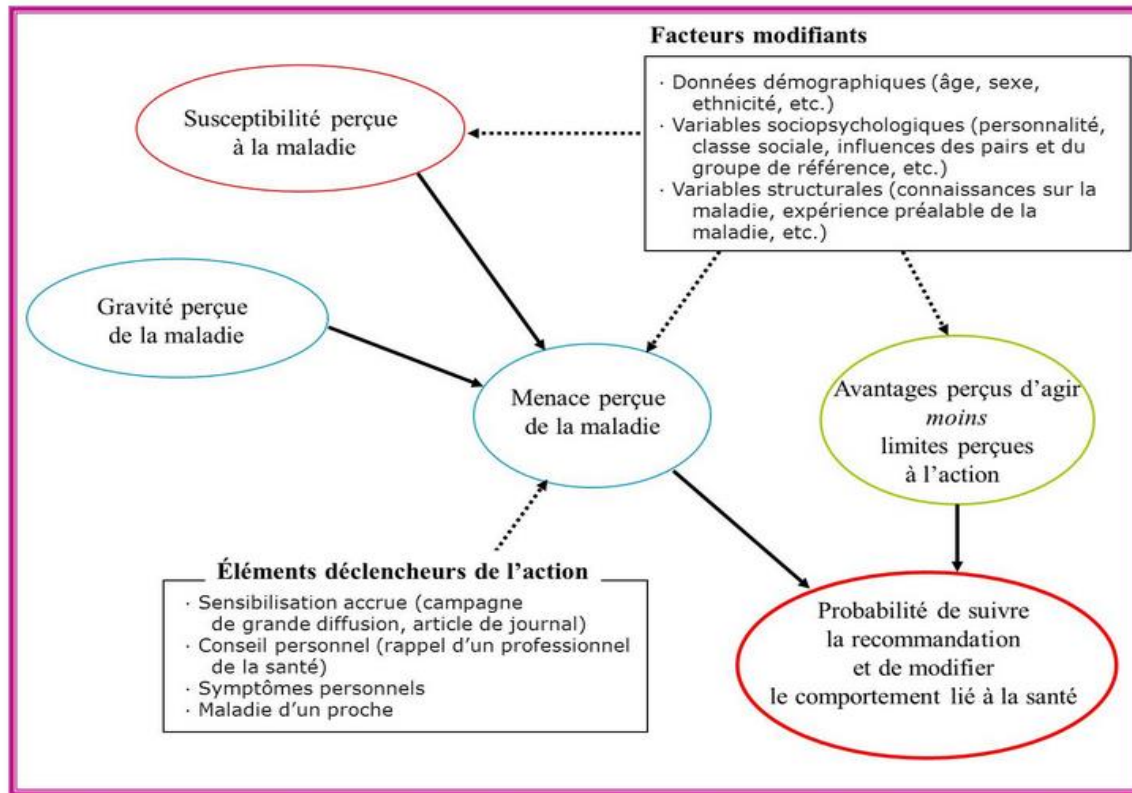 Facteurs modifiants
· Données démographiques (âge, sexe,
ethnicité, etc.)
· Variables sociopsychologiques (personnalité,
classe sociale, influences des pairs et du
groupe de référence, etc.)
· Variables structurales (connaissances sur la
maladie, expérience préalable de la
maladie, etc.)
Susceptibilité perçue
à la maladie
Gravité perçue
de la maladie
Menace perçue
de la maladie
Avantages perçus d’agir
moins
limites perçues
à l’action
Éléments déclencheurs de l’action
· Sensibilisation accrue (campagne
de grande diffusion, article de journal)
· Conseil personnel (rappel d’un professionnel
de la santé)
· Symptômes personnels
· Maladie d’un proche
Probabilité de suivre
la recommandation
et de modifier
le comportement lié à la santé